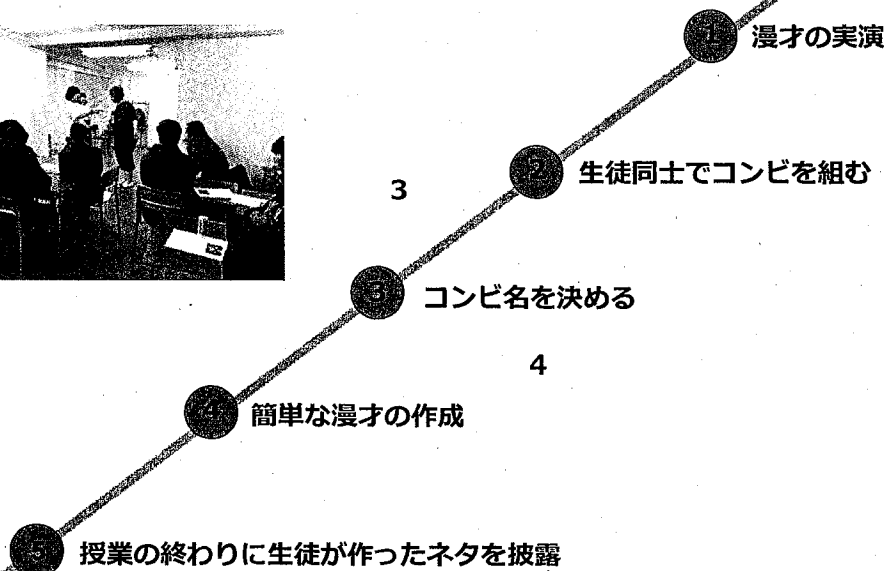 1 漫才の実演
2 生徒同士でコンビを組む
3
3 コンビ名を決める
4
4 簡単な漫才の作成
5 授業の終わりに生徒が作ったネタを披露